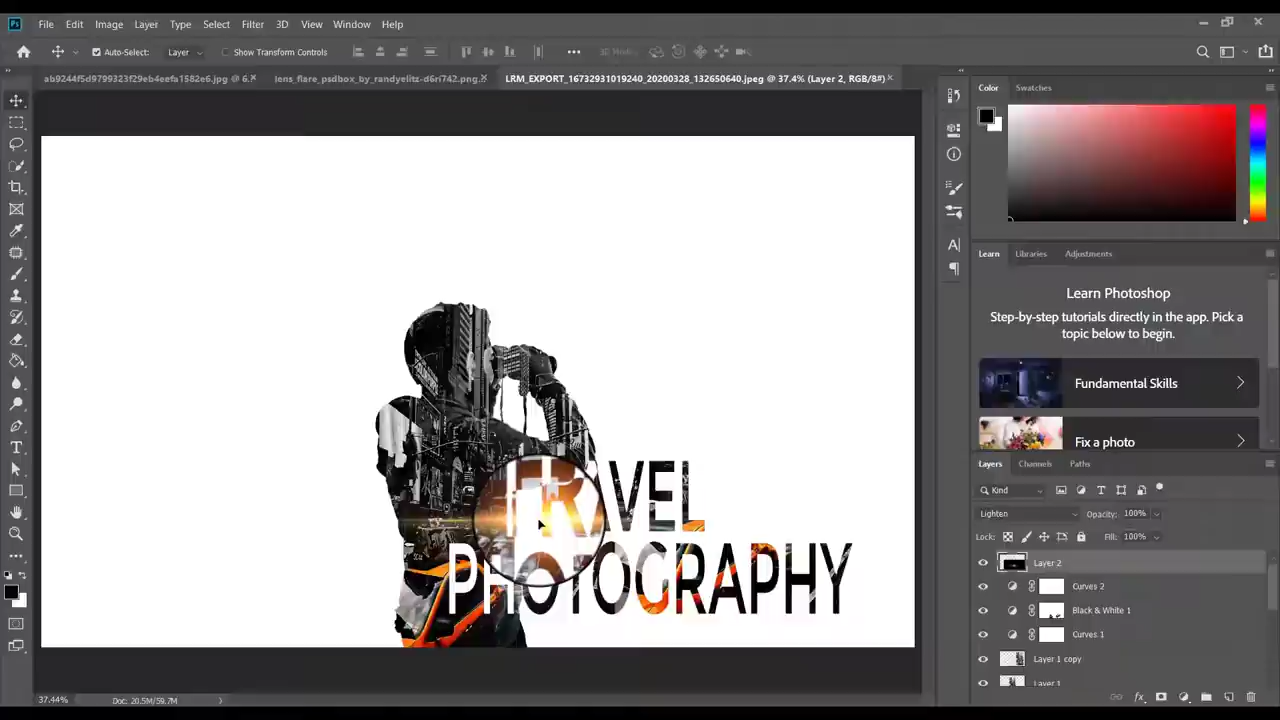 Ps File Edit Image Layer Type Select Filter 3D View Window Help
Auto-Select: Layer Show Transform Controls
ab9244f5d9799323f29eb4eefa1582e6.jpg @ 6. lens_flare_psdbox_by_randyelitz-d6ri742.png. LRM_EXPORT_16732931019240_20200328_132650640.jpeg @ 37.4% (Layer 2, RGB/8#)
Color Swatches
Learn Libraries Adjustments
Learn Photoshop
Step-by-step tutorials directly in the app. Pick a
topic below to begin.
Fundamental Skills
Fix a photo
TRAVEL
PHOTOGRAPHY
Layers Channels Paths
Kind
Lighten Opacity: 100%
Lock: Fill: 100%
Layer 2
Curves 2
Black & White 1
Curves 1
Layer 1 copy
Layer 1
37.44% Doc: 20.5M/59.7M